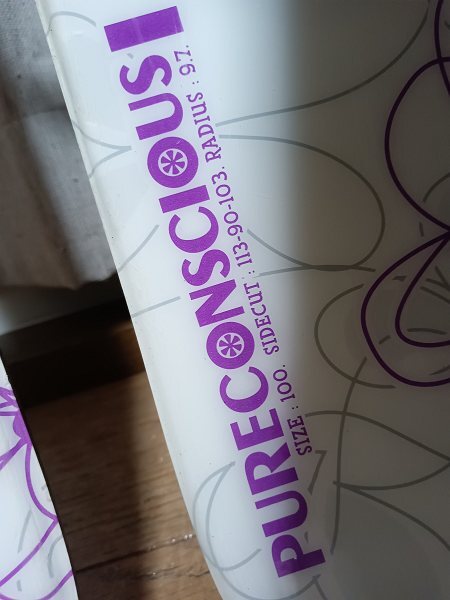 PURECONSCIOUS
SIZE : 100. SIDECUT : 113-90-103. RADIUS : 9.7.